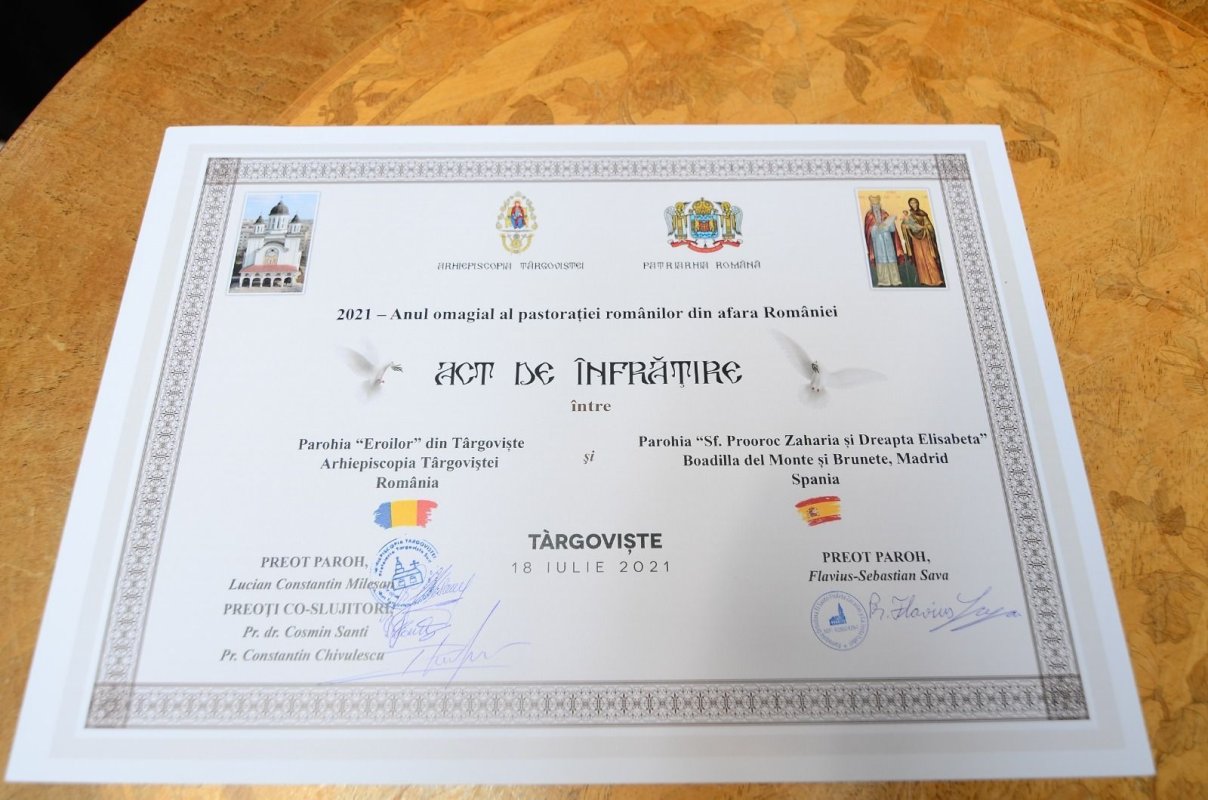 ARHIEPISCOPIA TÂRGOVIȘTEI
PATRIARHIA ROMÂNĂ
2021 – Anul omagial al pastorației românilor din afara României
ACT DE ÎNFRĂȚIRE
între
Parohia “Eroilor” din Târgoviște
Arhiepiscopia Târgoviștei
România
și
Parohia “Sf. Prooroc Zaharia și Dreapta Elisabeta”
Boadilla del Monte și Brunete, Madrid
Spania
TÂRGOVIȘTE
18 IULIE 2021
PREOT PAROH,
Lucian Constantin Mileșan
PREOȚI CO-SLUJITORI
Pr. dr. Cosmin Santi
Pr. Constantin Chivulescu
PREOT PAROH,
Flavius-Sebastian Sava
Pr. Flavius